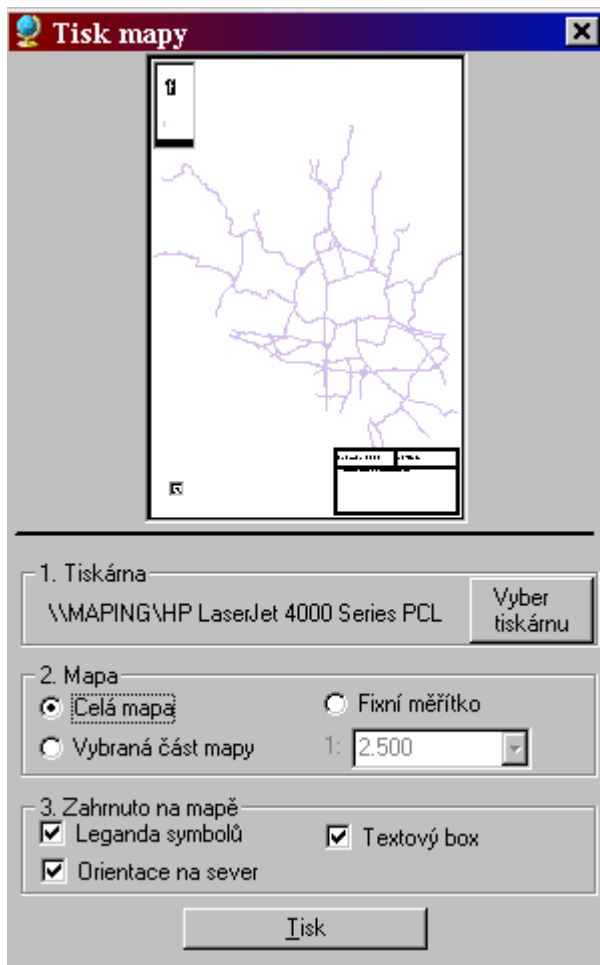 Tisk mapy
1. Tiskárna
\\MAPING\HP LaserJet 4000 Series PCL
Vyber
tiskárnu
2. Mapa
Celá mapa
Fixní měřítko
Vybraná část mapy
1: 2.500
3. Zahrnuto na mapě
Leganda symbolů
Textový box
Orientace na sever
Tisk